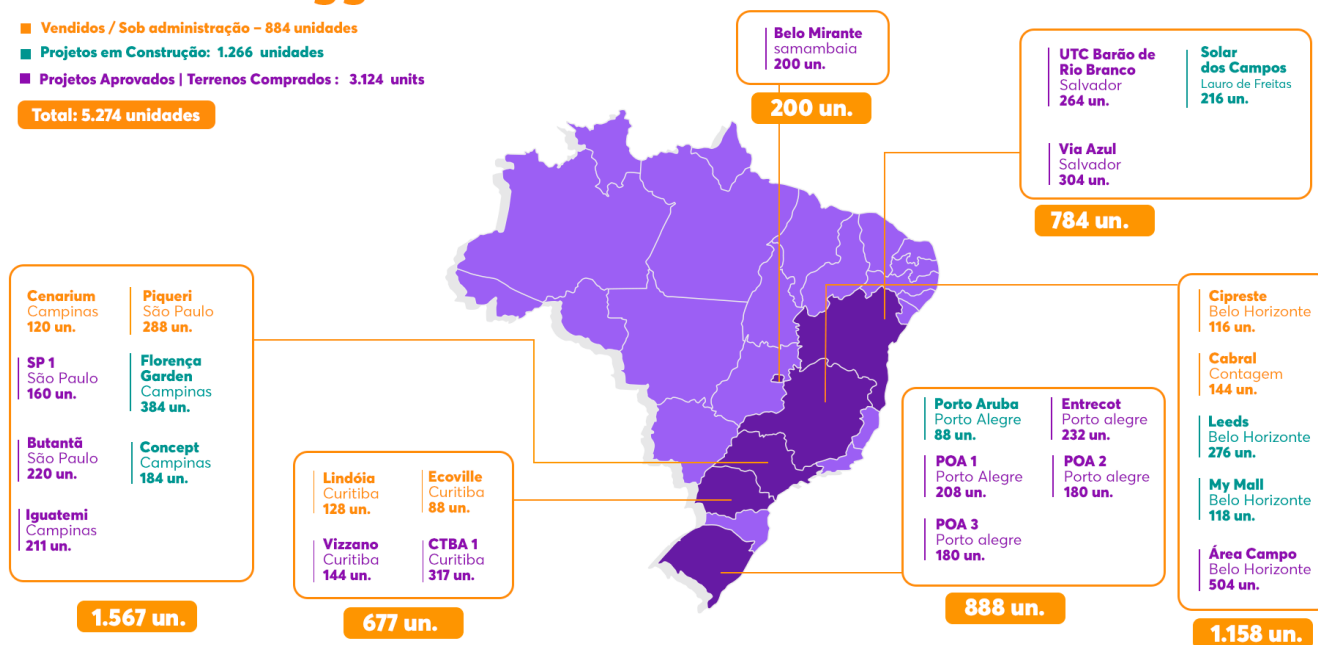 Vendidos / Sob administração – 884 unidades
Projetos em Construção: 1.266 unidades
Projetos Aprovados | Terrenos Comprados : 3.124 units
Total: 5.274 unidades
Belo Mirante
samambaia
200 un.
200 un.
UTC Barão de
Rio Branco
Salvador
264 un.
Solar
dos Campos
Lauro de Freitas
216 un.
Via Azul
Salvador
304 un.
784 un.
Cenarium
Campinas
120 un.
Piqueri
São Paulo
288 un.
SP 1
São Paulo
160 un.
Florença
Garden
Campinas
384 un.
Butantã
São Paulo
220 un.
Concept
Campinas
184 un.
Iguatemi
Campinas
211 un.
1.567 un.
Lindóia
Curitiba
128 un.
Ecoville
Curitiba
88 un.
Vizzano
Curitiba
144 un.
CTBA 1
Curitiba
317 un.
677 un.
Porto Aruba
Porto Alegre
88 un.
Entrecot
Porto alegre
232 un.
POA 1
Porto Alegre
208 un.
POA 2
Porto alegre
180 un.
POA 3
Porto alegre
180 un.
888 un.
Cipreste
Belo Horizonte
116 un.
Cabral
Contagem
144 un.
Leeds
Belo Horizonte
276 un.
My Mall
Belo Horizonte
118 un.
Área Campo
Belo Horizonte
504 un.
1.158 un.